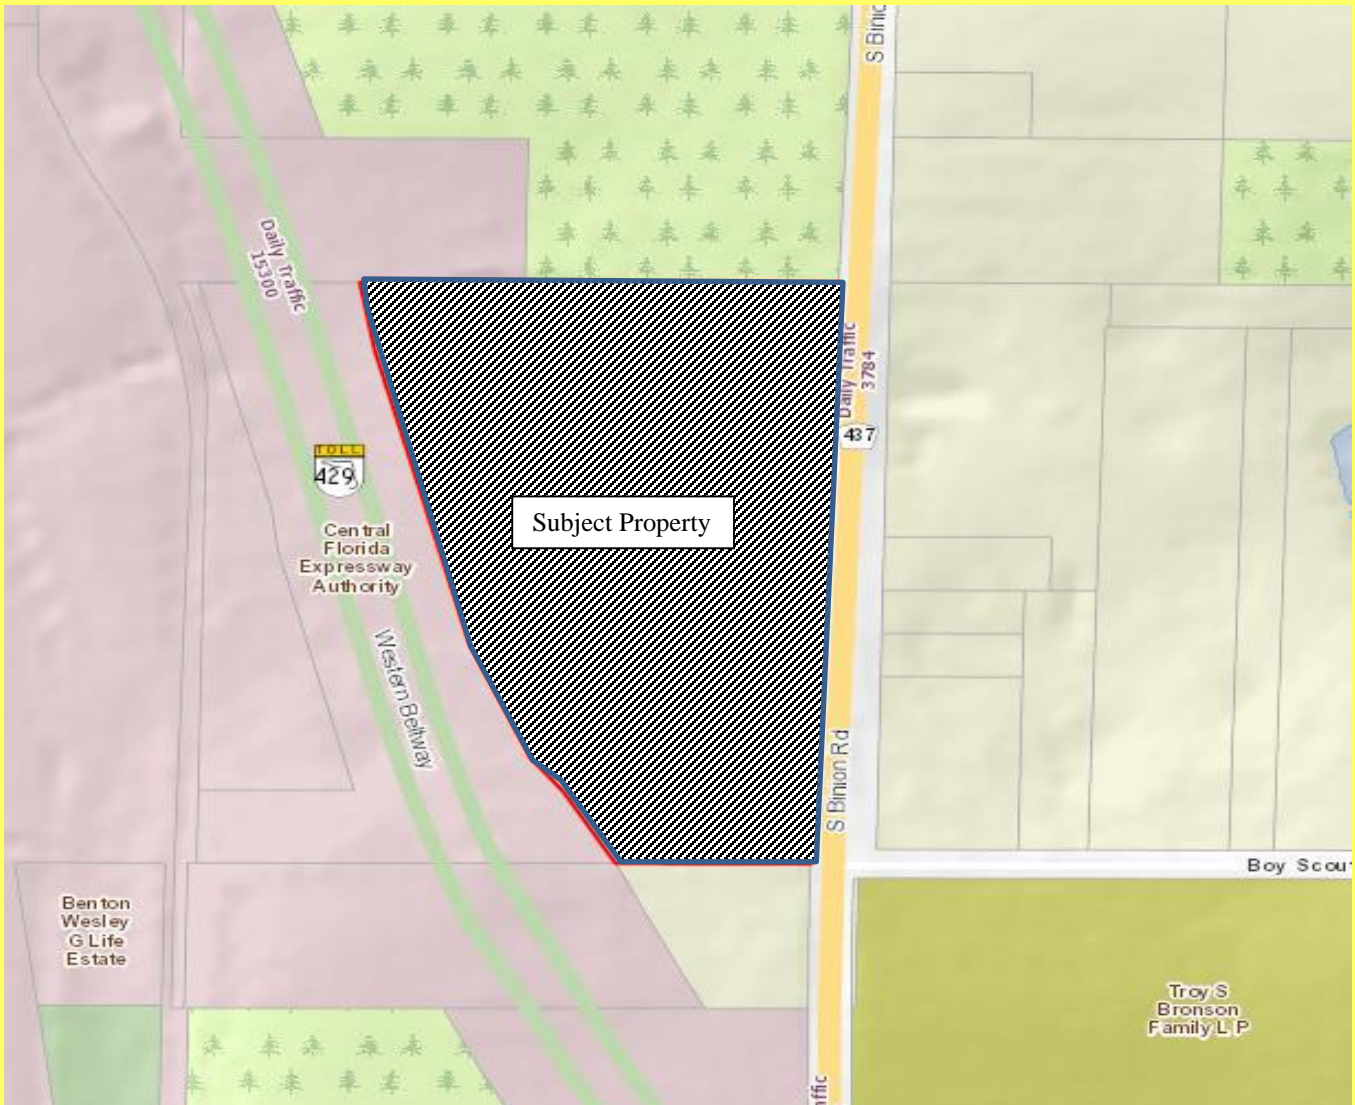 S Binic
Daily Traffic
15300
Daily Traffic
3784
437
TOLL
429
Subject Property
Central
Florida
Expressway
Authority
Western Beltway
S Binion Rd
Boy Scou
Benton
Wesley
G Life
Estate
Troy S
Bronson
Family L P
affic